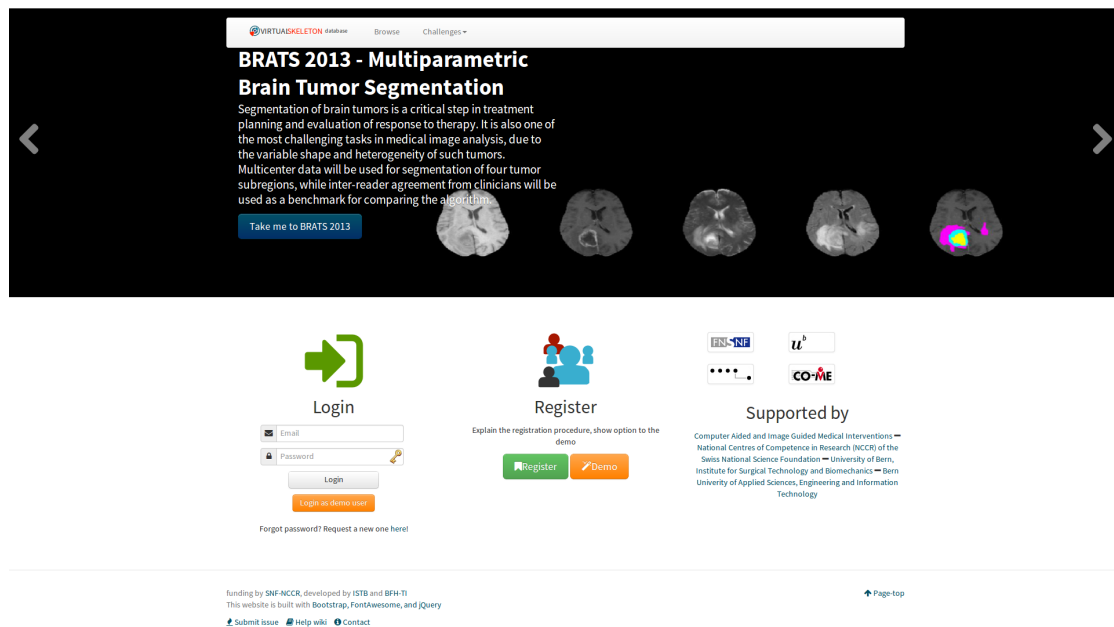 VIRTUALSKELETON database Browse Challenges
BRATS 2013 - Multiparametric
Brain Tumor Segmentation
Segmentation of brain tumors is a critical step in treatment
planning and evaluation of response to therapy. It is also one of
the most challenging tasks in medical image analysis, due to
the variable shape and heterogeneity of such tumors.
Multicenter data will be used for segmentation of four tumor
subregions, while inter-reader agreement from clinicians will be
used as a benchmark for comparing the algorithm.
Take me to BRATS 2013
Login
Email
Password
Login
Login as demo user
Forgot password? Request a new one here!
Register
Explain the registration procedure, show option to the
demo
Register Demo
FNSNF
u^b
CO-ME
Supported by
Computer Aided and Image Guided Medical Interventions —
National Centres of Competence in Research (NCCR) of the
Swiss National Science Foundation — University of Bern,
Institute for Surgical Technology and Biomechanics — Bern
Univerity of Applied Sciences, Engineering and Information
Technology
funding by SNF-NCCR, developed by ISTB and BFH-TI
This website is built with Bootstrap, FontAwesome, and jQuery
Submit issue Help wiki Contact
Page-top